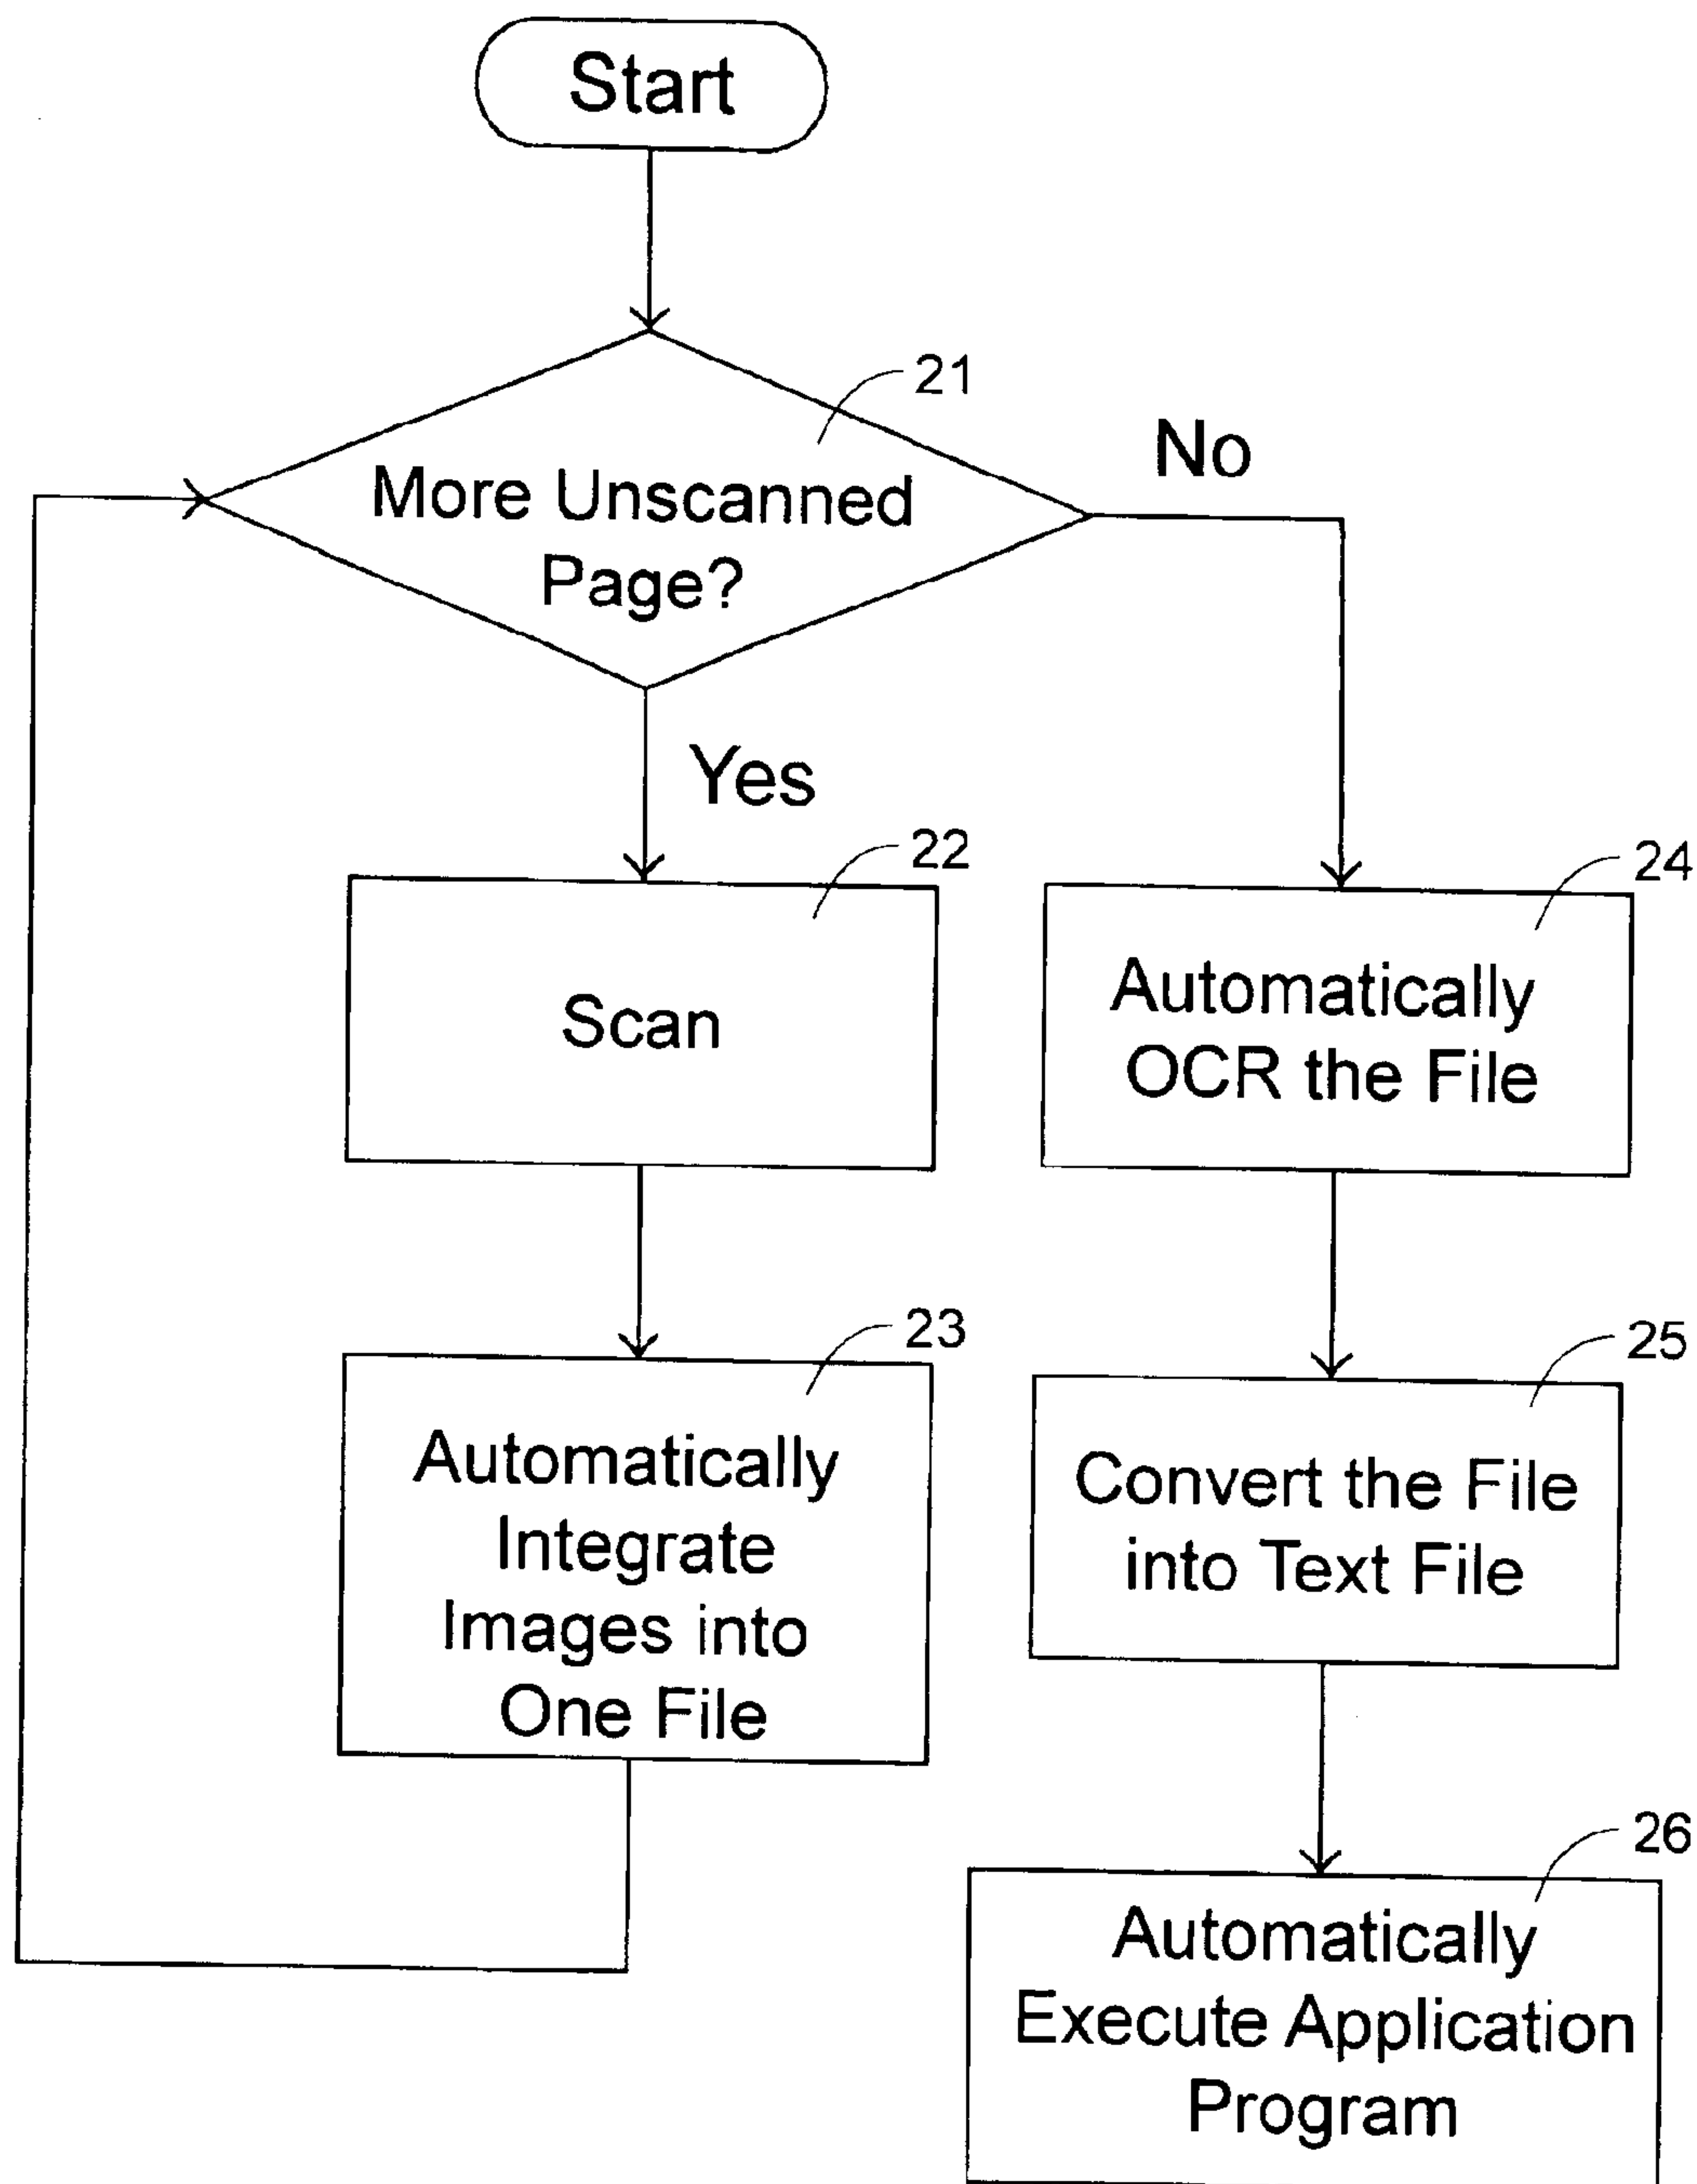 Start
21
More Unscanned
Page?
No
Yes
22
Scan
23
Automatically
Integrate
Images into
One File
24
Automatically
OCR the File
25
Convert the File
into Text File
26
Automatically
Execute Application
Program